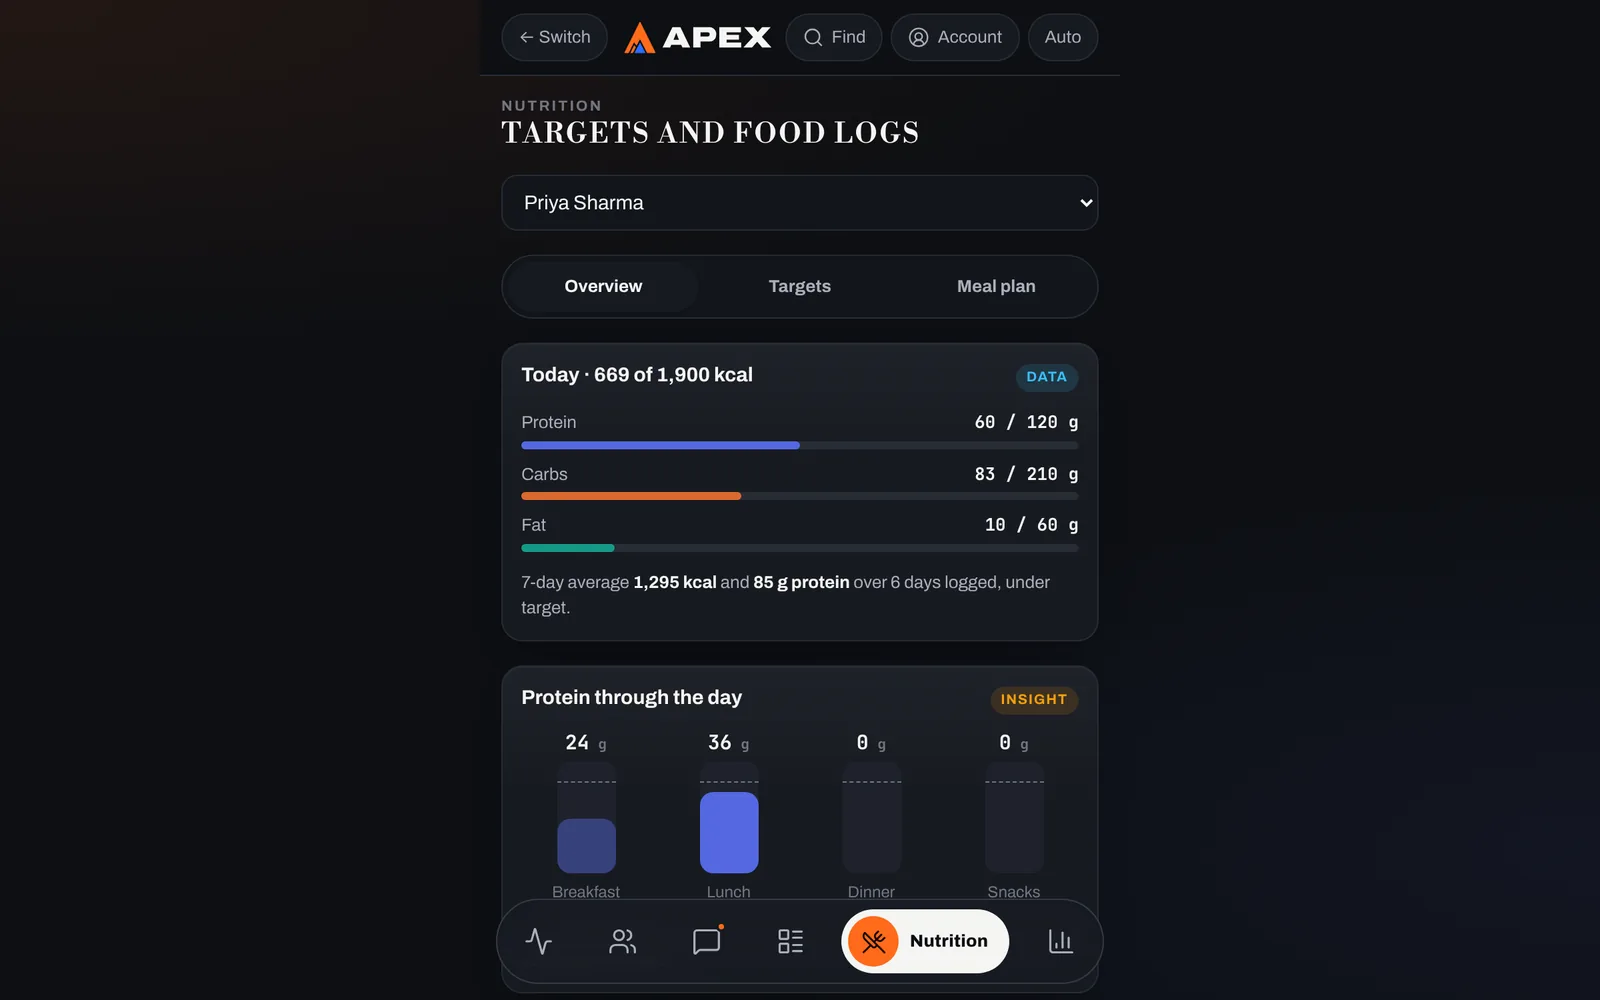 ← Switch
APEX
Find
Account
Auto
NUTRITION
TARGETS AND FOOD LOGS
Priya Sharma
Overview
Targets
Meal plan
Today · 669 of 1,900 kcal
DATA
Protein
60 / 120 g
Carbs
83 / 210 g
Fat
10 / 60 g
7-day average 1,295 kcal and 85 g protein over 6 days logged, under
target.
Protein through the day
INSIGHT
24 g
36 g
0 g
0 g
Breakfast
Lunch
Dinner
Snacks
Nutrition